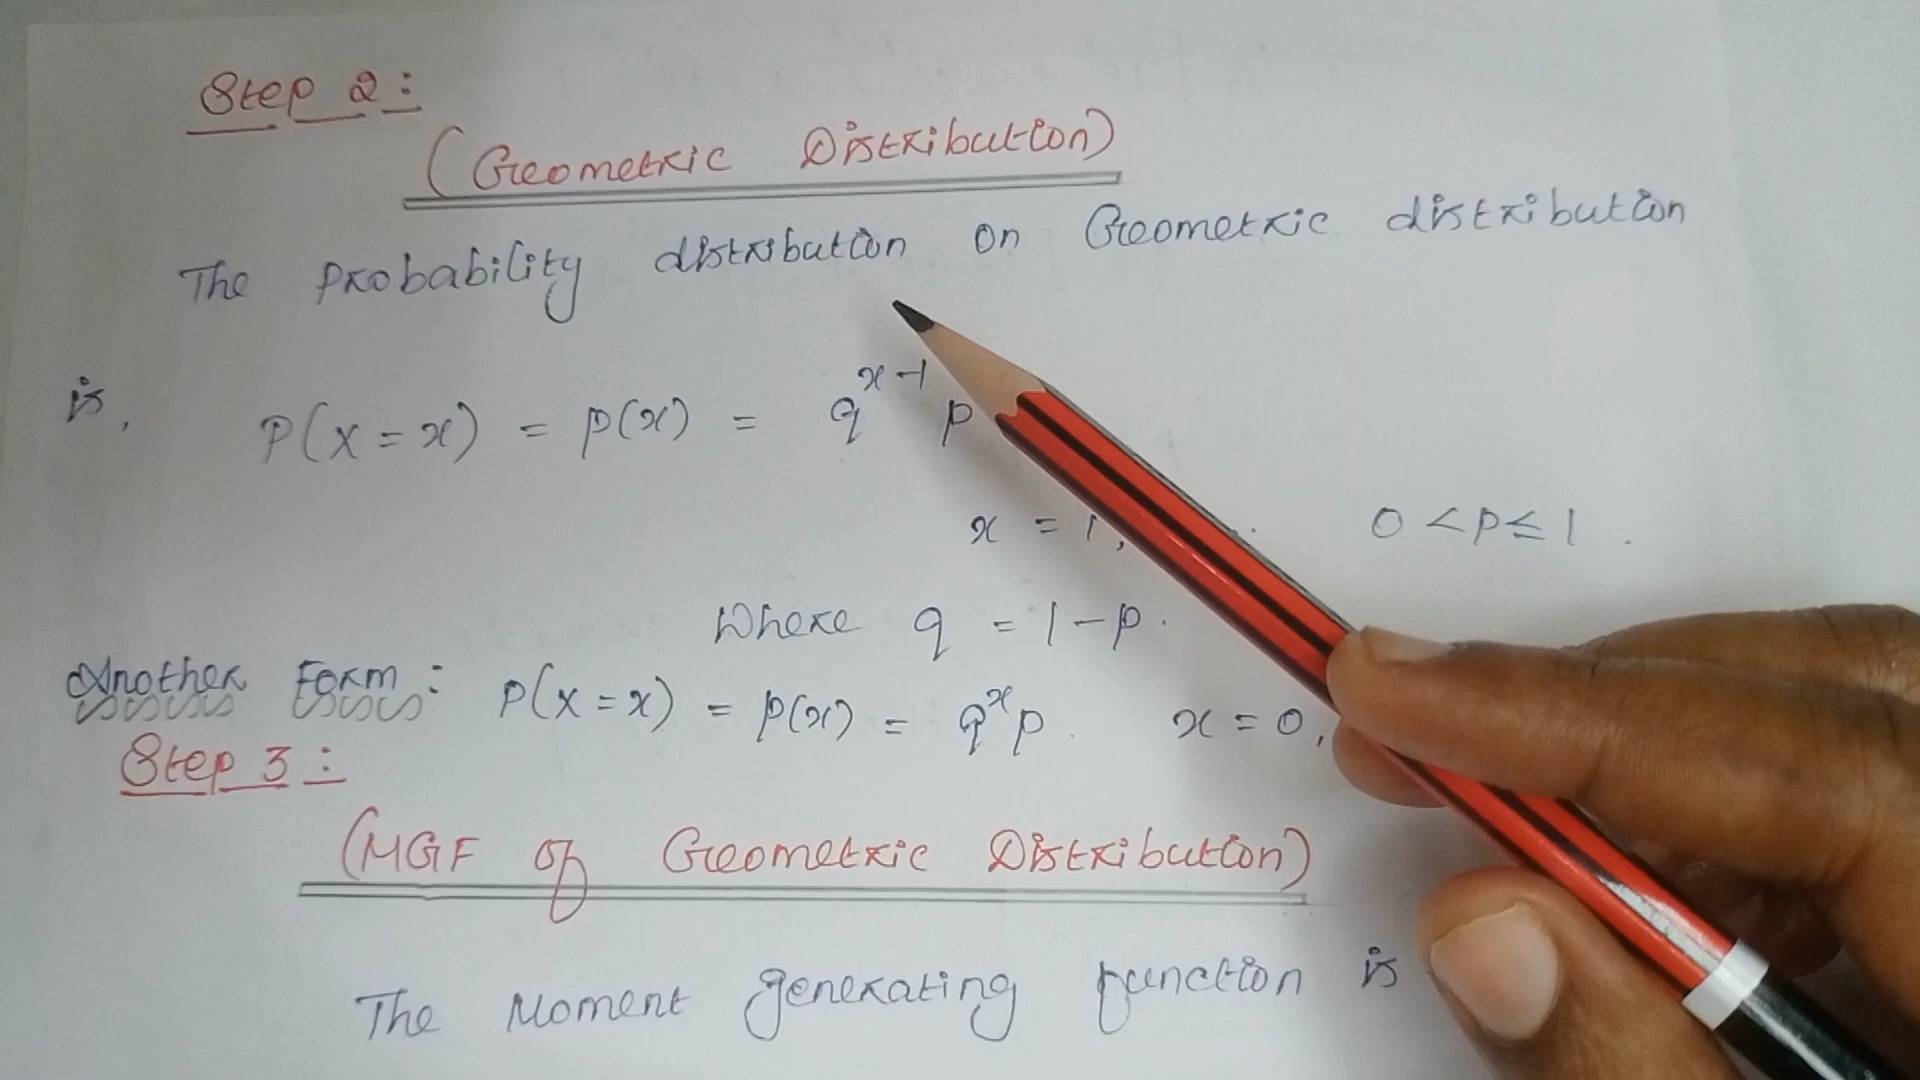 Step 2:
(Geometric Distribution)
The probability distribution on Geometric distribution
is, P(X = x) = p(x) = q^{x-1} p
x = 1, . 0 < p ≤ 1 .
Where q = 1 - p.
Another Form: P(X = x) = p(x) = q^x p. x = 0,
Step 3:
(MGF of Geometric Distribution)
The Moment generating function is